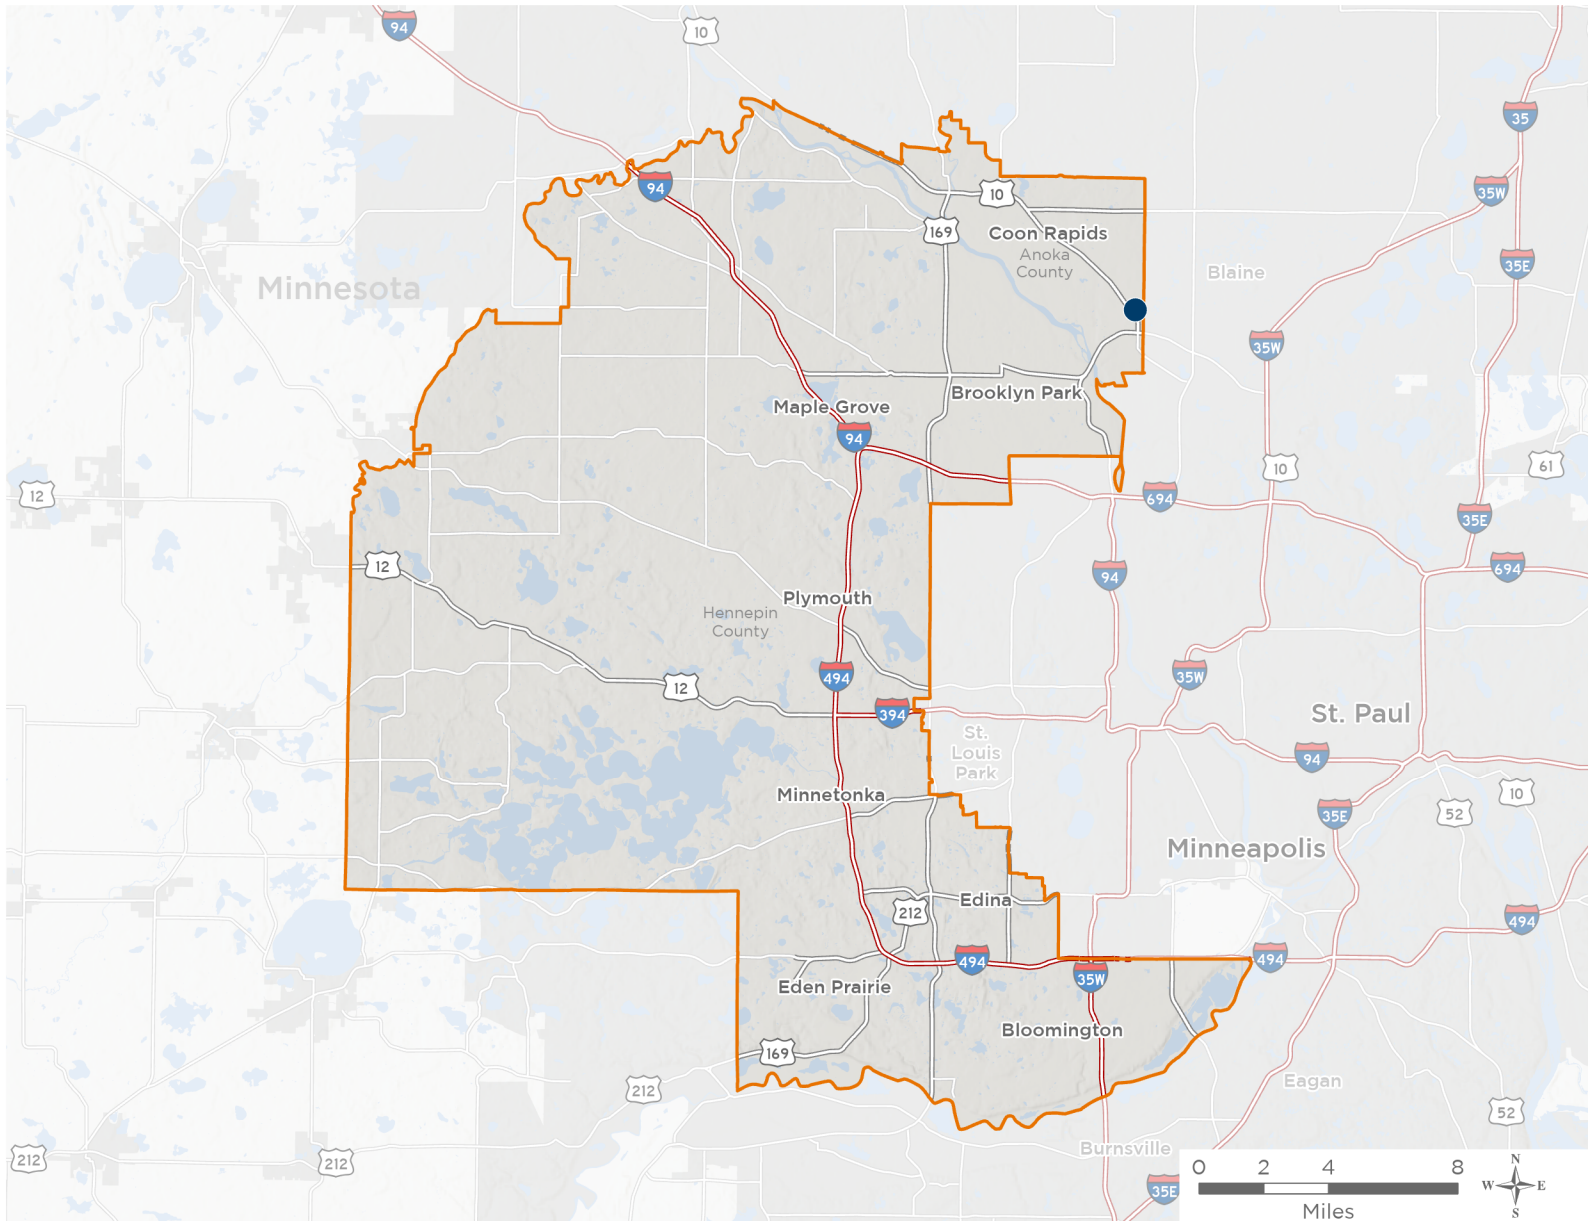 94
10
35
94
35W
10
169
Coon Rapids
Anoka
County
35E
Blaine
Minnesota
35W
Maple Grove
Brooklyn Park
94
10
61
12
694
35E
12
94
694
Plymouth
Hennepin
County
494
35W
12
394
St. Paul
St.
Louis
Park
94
Minnetonka
10
35E
52
Minneapolis
Edina
212
494
494
494
35W
Eden Prairie
Bloomington
169
Eagan
212
52
Burnsville
212
212
35E
0 2 4 8
Miles
N
W E
S